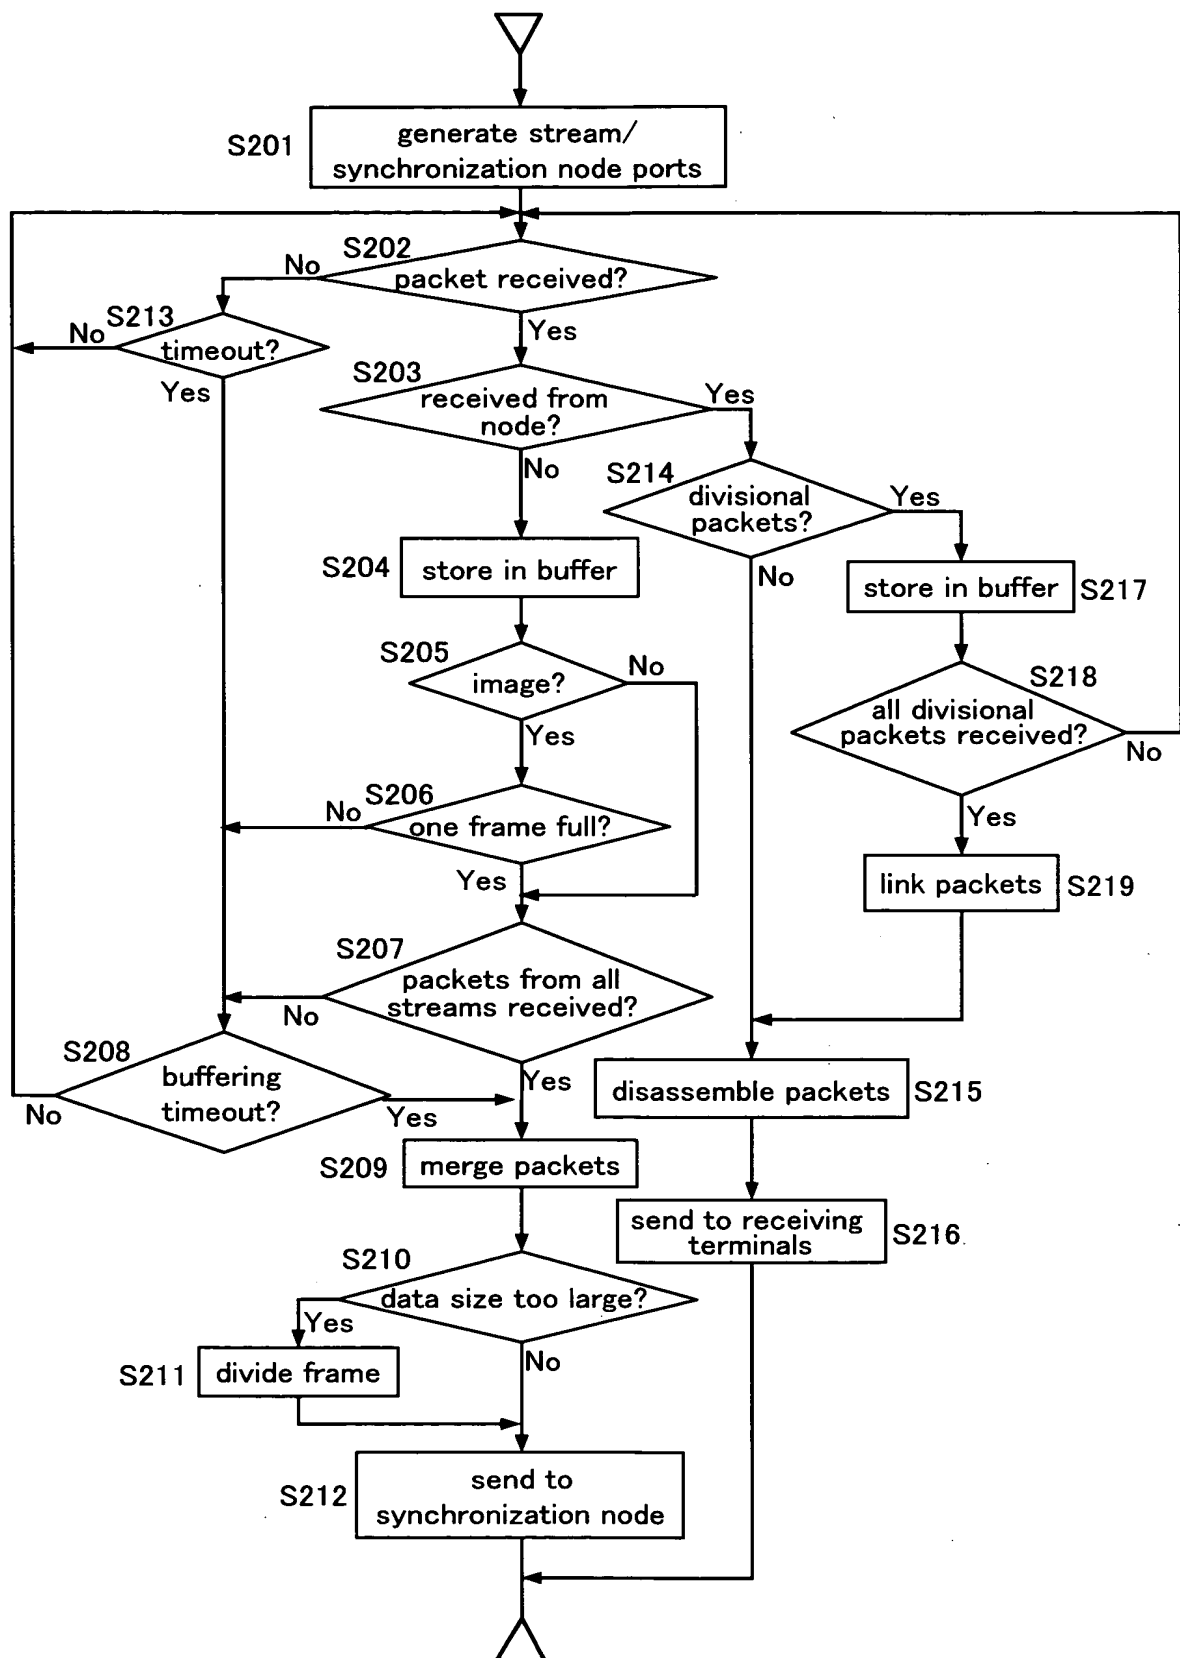 S201
generate stream/
synchronization node ports
S202
packet received?
No
Yes
S213
timeout?
No
Yes
S203
received from
node?
Yes
No
S214
divisional
packets?
Yes
No
S204
store in buffer
store in buffer
S217
S205
image?
No
Yes
S218
all divisional
packets received?
No
Yes
S206
one frame full?
No
Yes
link packets
S219
S207
packets from all
streams received?
No
Yes
S208
buffering
timeout?
No
Yes
disassemble packets
S215
S209
merge packets
send to receiving
terminals
S216
S210
data size too large?
Yes
No
S211
divide frame
S212
send to
synchronization node